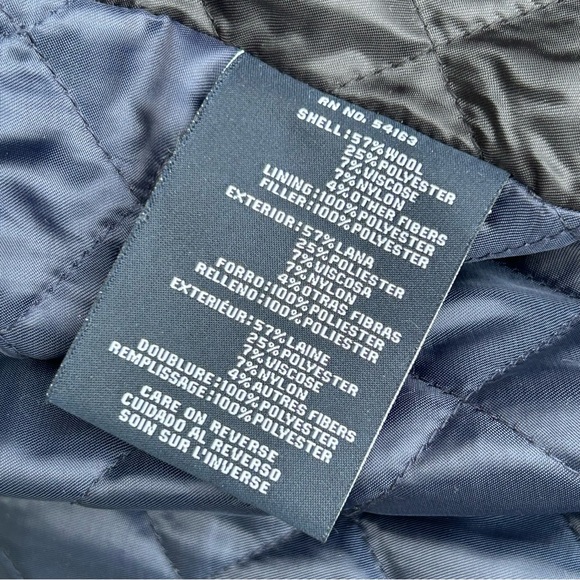 RN NO. 54163
SHELL:57%WOOL
25%POLYESTER
7%VISCOSE
7%NYLON
4%OTHER FIBERS
LINING:100%POLYESTER
FILLER:100%POLYESTER
EXTERIOR:57%LANA
25%POLIESTER
7%VISCOSA
7%NYLON
4%OTRAS FIBRAS
FORRO:100%POLIESTER
RELLENO:100%POLIESTER
EXTERIEUR:57%LAINE
25%POLYESTER
7%VISCOSE
7%NYLON
4%AUTRES FIBERS
DOUBLURE:100%POLYESTER
REMPLISSAGE:100%POLYESTER
CARE ON REVERSE
CUIDADO AL REVERSO
SOIN SUR L'INVERSE